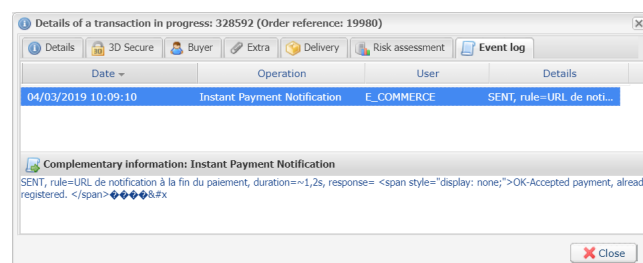 Details of a transaction in progress: 328592 (Order reference: 19980)
Details 3D Secure Buyer Extra Delivery Risk assessment Event log
Date Operation User Details
04/03/2019 10:09:10 Instant Payment Notification E_COMMERCE SENT, rule=URL de noti...
Complementary information: Instant Payment Notification
SENT, rule=URL de notification à la fin du paiement, duration=~1,2s, response= <span style="display: none;">OK-Accepted payment, alread
registered. </span>����&#x
Close